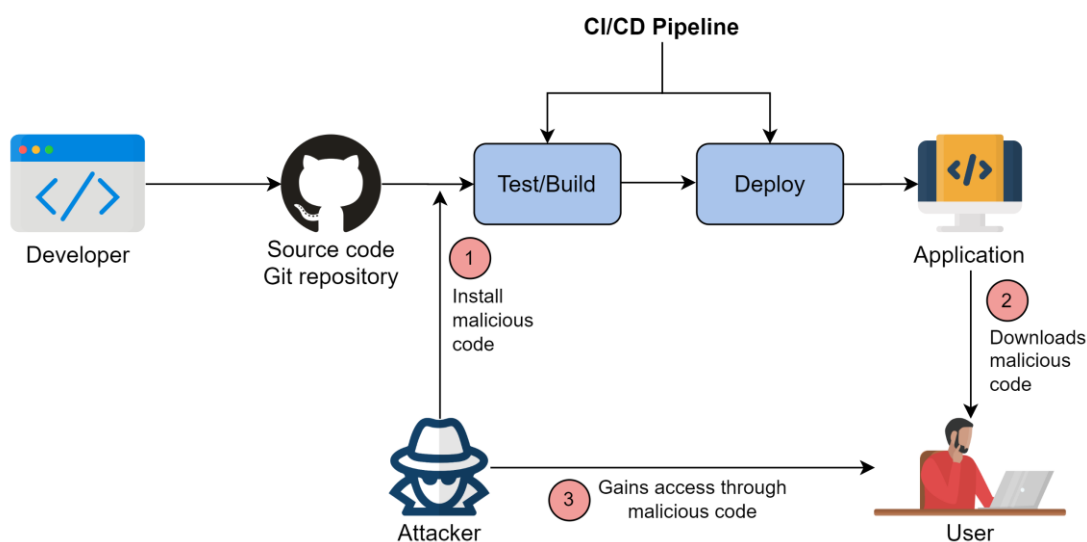 CI/CD Pipeline
Test/Build
Deploy
Developer
Source code
Git repository
Application
1
Install
malicious
code
2
Downloads
malicious
code
3
Gains access through
malicious code
Attacker
User